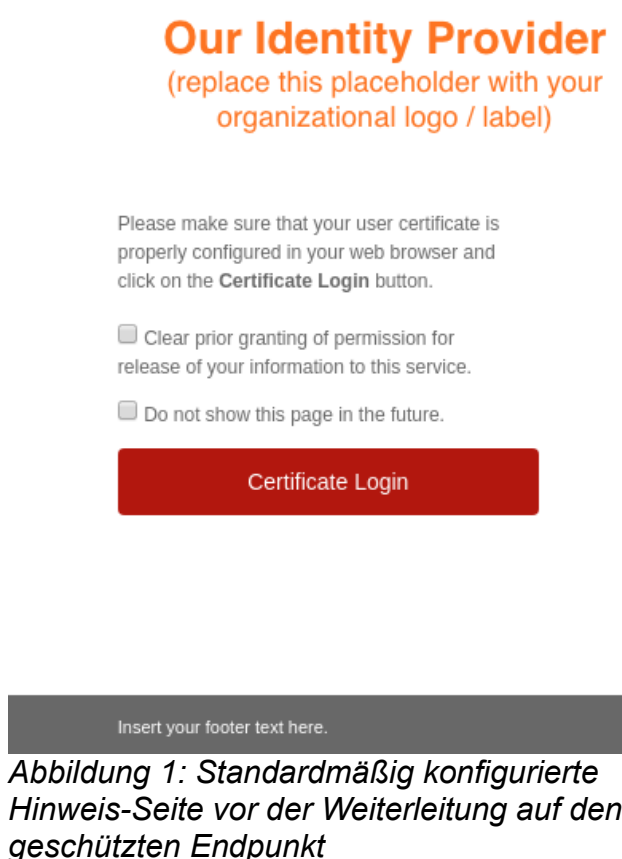 Our Identity Provider
(replace this placeholder with your
organizational logo / label)
Please make sure that your user certificate is
properly configured in your web browser and
click on the Certificate Login button.
Clear prior granting of permission for
release of your information to this service.
Do not show this page in the future.
Certificate Login
Insert your footer text here.
Abbildung 1: Standardmäßig konfigurierte
Hinweis-Seite vor der Weiterleitung auf den
geschützten Endpunkt